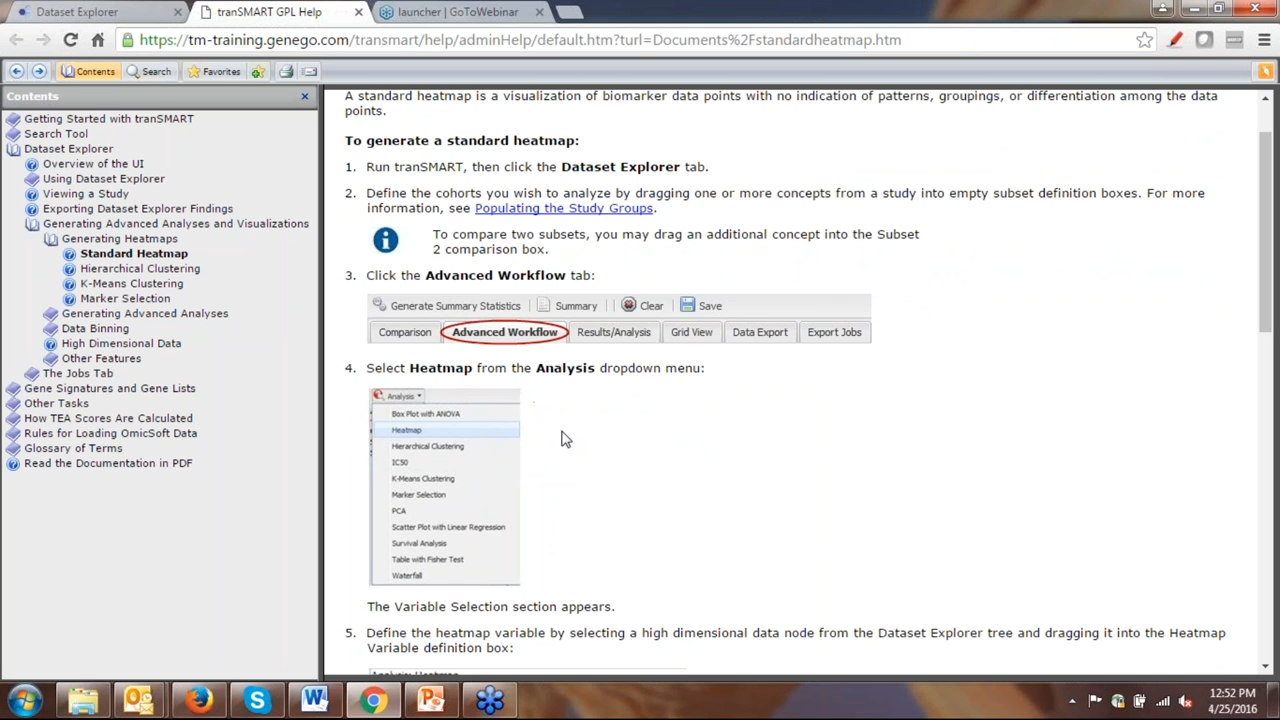 Dataset Explorer
tranSMART GPL Help
launcher | GoToWebinar
https://tm-training.genego.com/transmart/help/adminHelp/default.htm?turl=Documents%2Fstandardheatmap.htm
Contents
Search
Favorites
Contents
Getting Started with tranSMART
Search Tool
Dataset Explorer
Overview of the UI
Using Dataset Explorer
Viewing a Study
Exporting Dataset Explorer Findings
Generating Advanced Analyses and Visualizations
Generating Heatmaps
Standard Heatmap
Hierarchical Clustering
K-Means Clustering
Marker Selection
Generating Advanced Analyses
Data Binning
High Dimensional Data
Other Features
The Jobs Tab
Gene Signatures and Gene Lists
Other Tasks
How TEA Scores Are Calculated
Rules for Loading OmicSoft Data
Glossary of Terms
Read the Documentation in PDF
A standard heatmap is a visualization of biomarker data points with no indication of patterns, groupings, or differentiation among the data
points.
To generate a standard heatmap:
1. Run tranSMART, then click the Dataset Explorer tab.
2. Define the cohorts you wish to analyze by dragging one or more concepts from a study into empty subset definition boxes. For more
information, see Populating the Study Groups.
To compare two subsets, you may drag an additional concept into the Subset
2 comparison box.
3. Click the Advanced Workflow tab:
Generate Summary Statistics Summary Clear Save
Comparison Advanced Workflow Results/Analysis Grid View Data Export Export Jobs
4. Select Heatmap from the Analysis dropdown menu:
Analysis
Box Plot with ANOVA
Heatmap
Hierarchical Clustering
IC50
K-Means Clustering
Marker Selection
PCA
Scatter Plot with Linear Regression
Survival Analysis
Table with Fisher Test
Waterfall
The Variable Selection section appears.
5. Define the heatmap variable by selecting a high dimensional data node from the Dataset Explorer tree and dragging it into the Heatmap
Variable definition box:
12:52 PM
4/25/2016